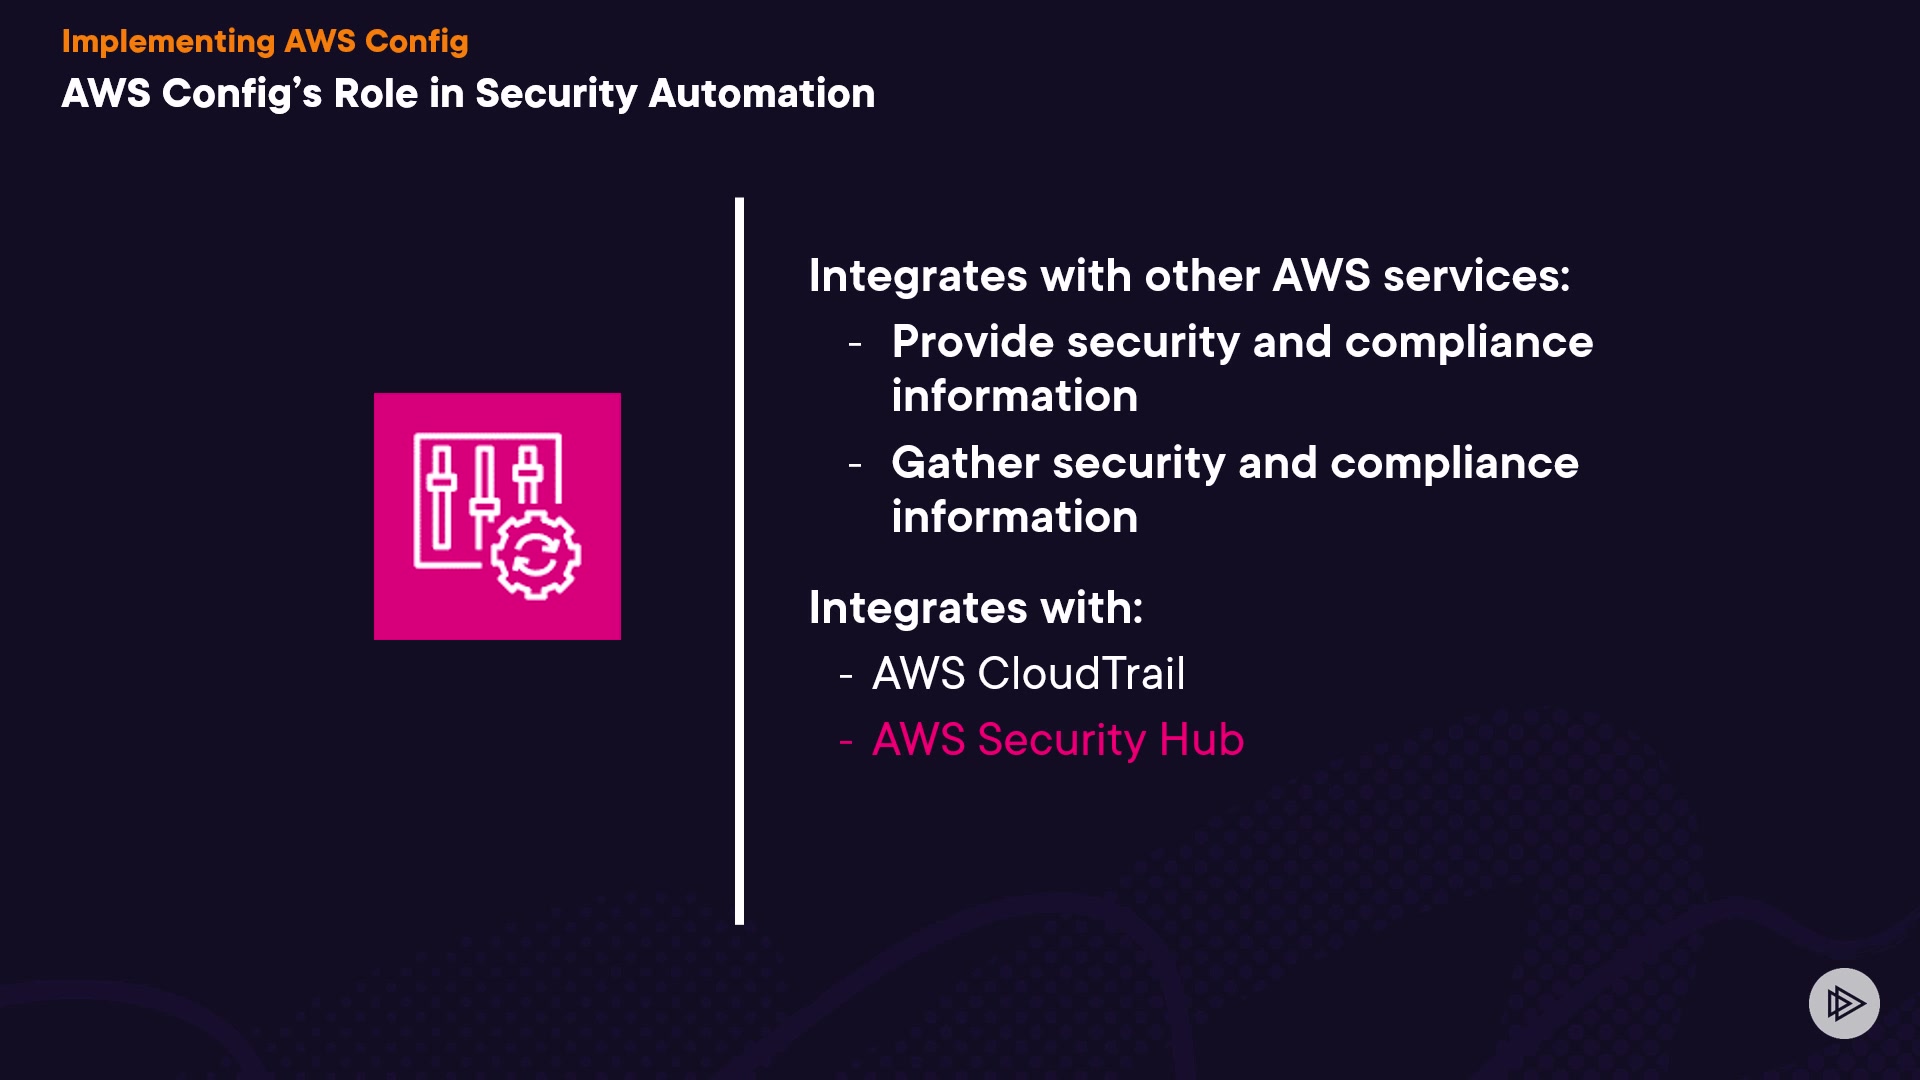 Implementing AWS Config
AWS Config’s Role in Security Automation
Integrates with other AWS services:
- Provide security and compliance
information
- Gather security and compliance
information
Integrates with:
- AWS CloudTrail
- AWS Security Hub